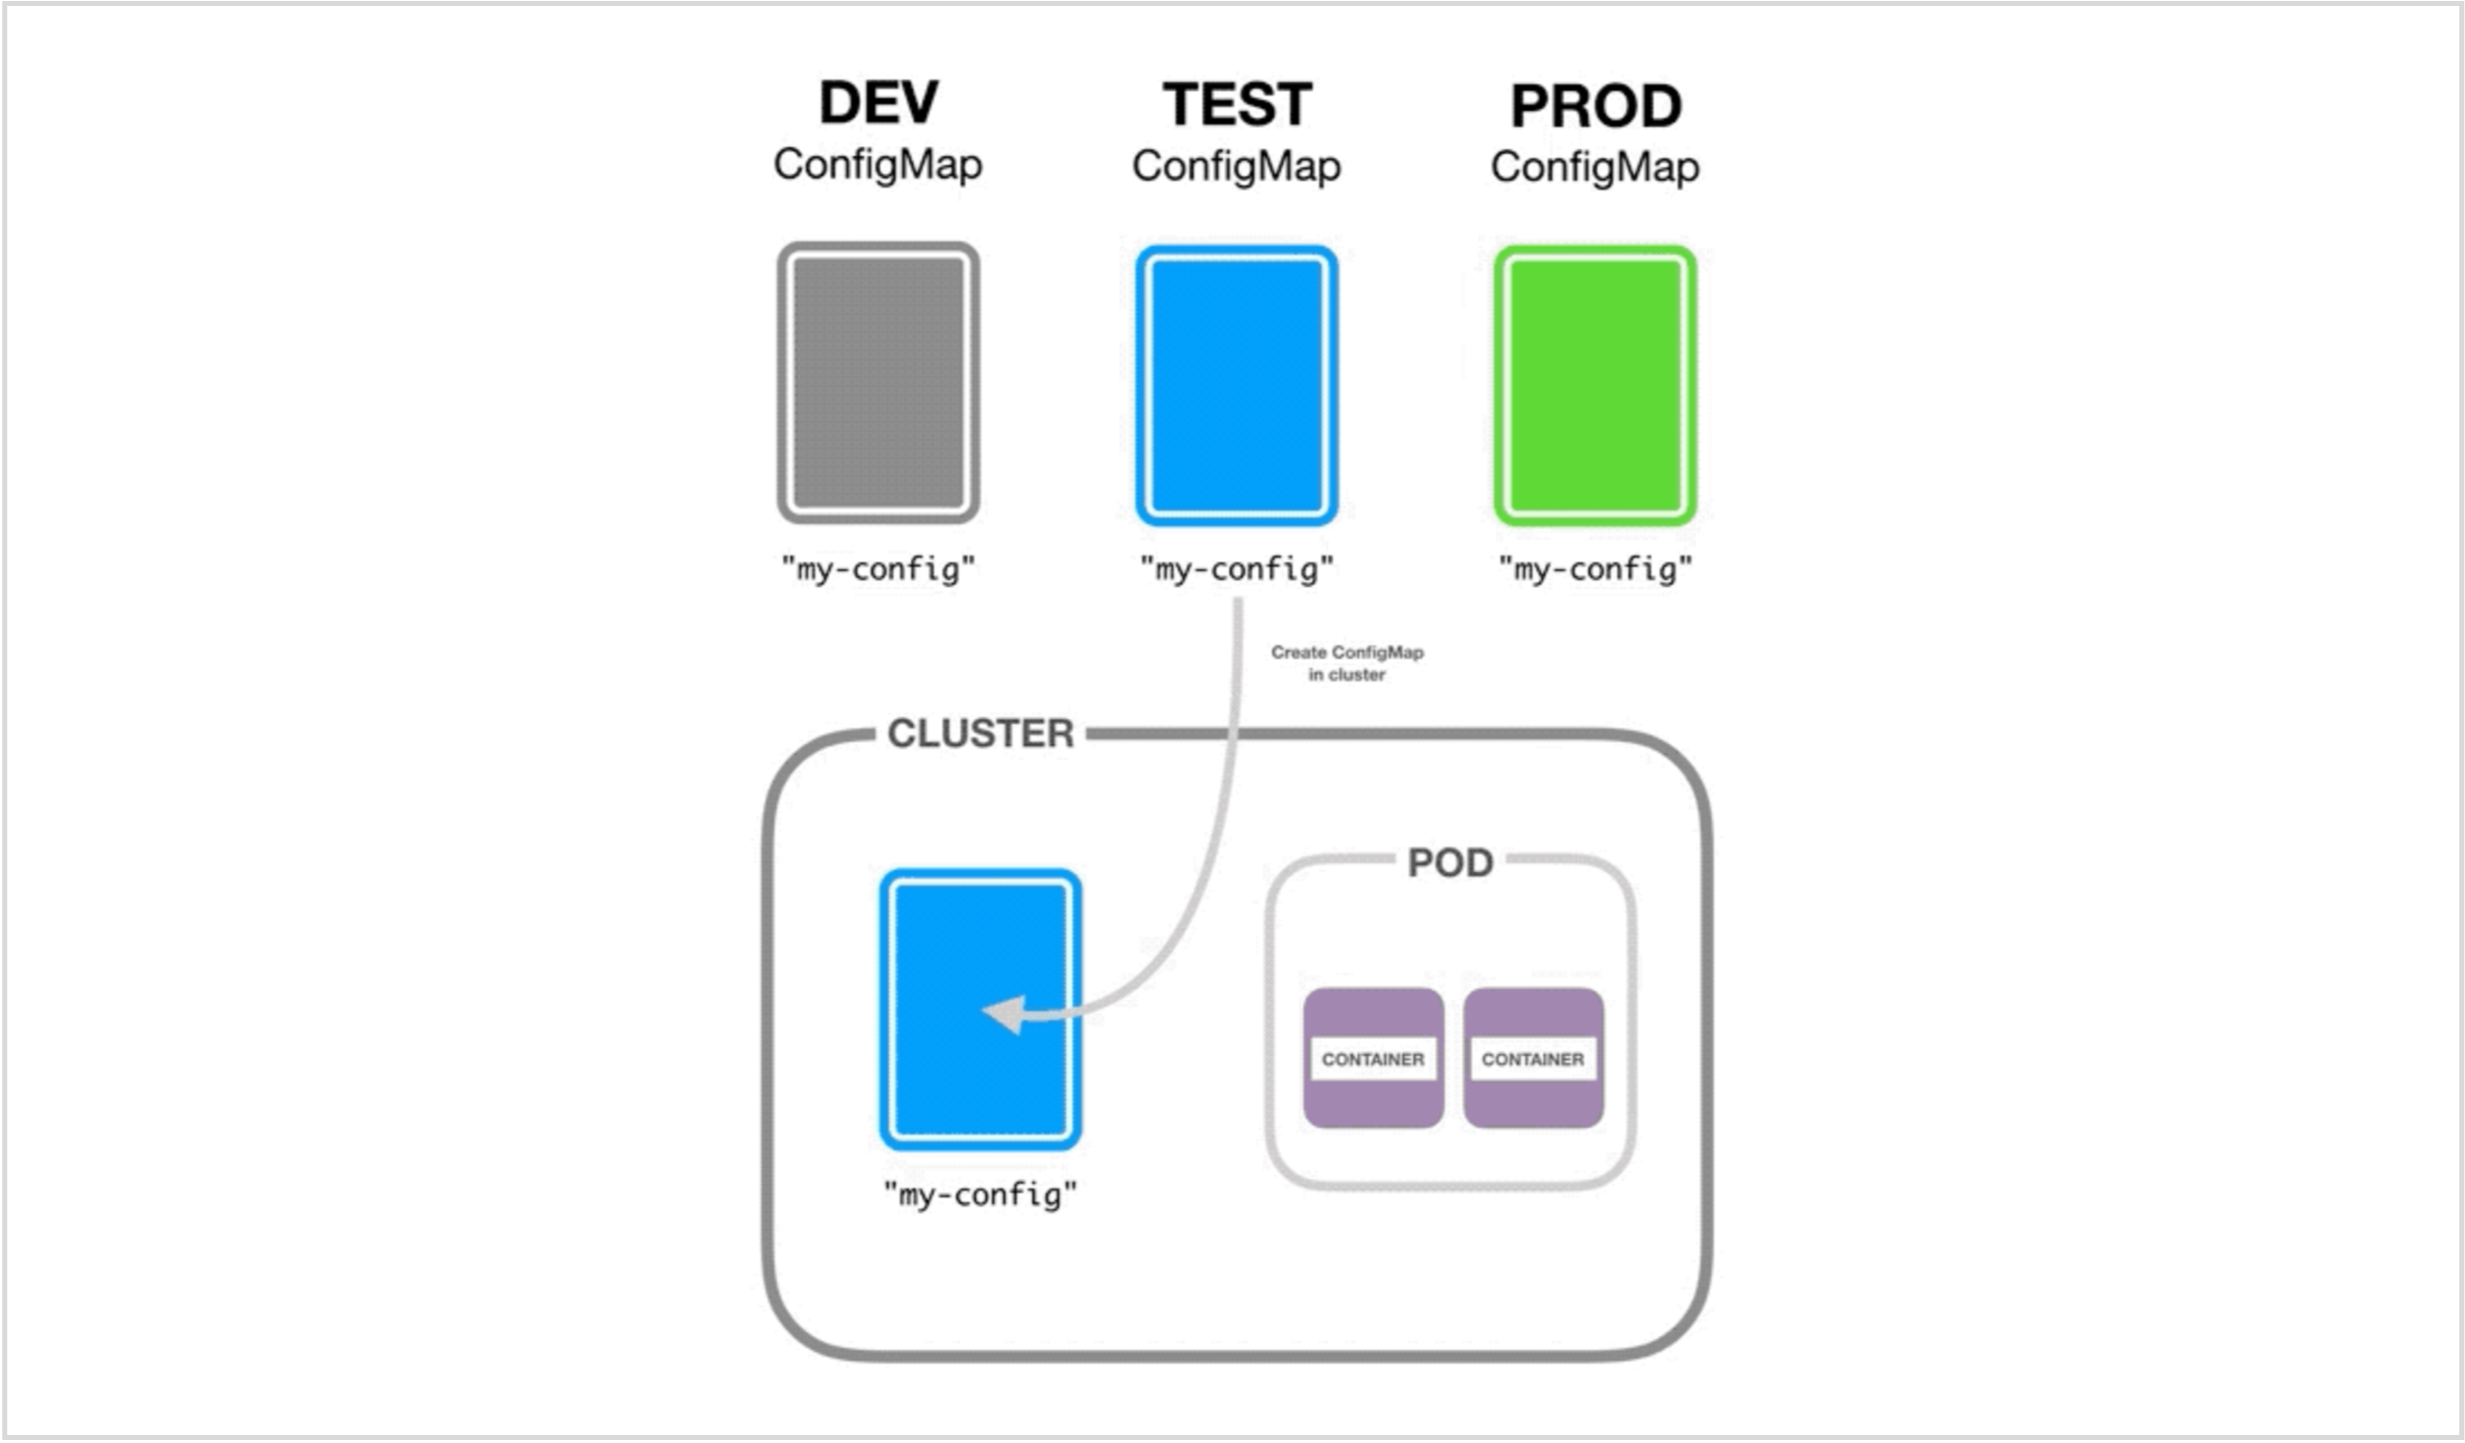 DEV
ConfigMap
TEST
ConfigMap
PROD
ConfigMap
"my-config"
"my-config"
"my-config"
Create ConfigMap
in cluster
CLUSTER
POD
CONTAINER
CONTAINER
"my-config"